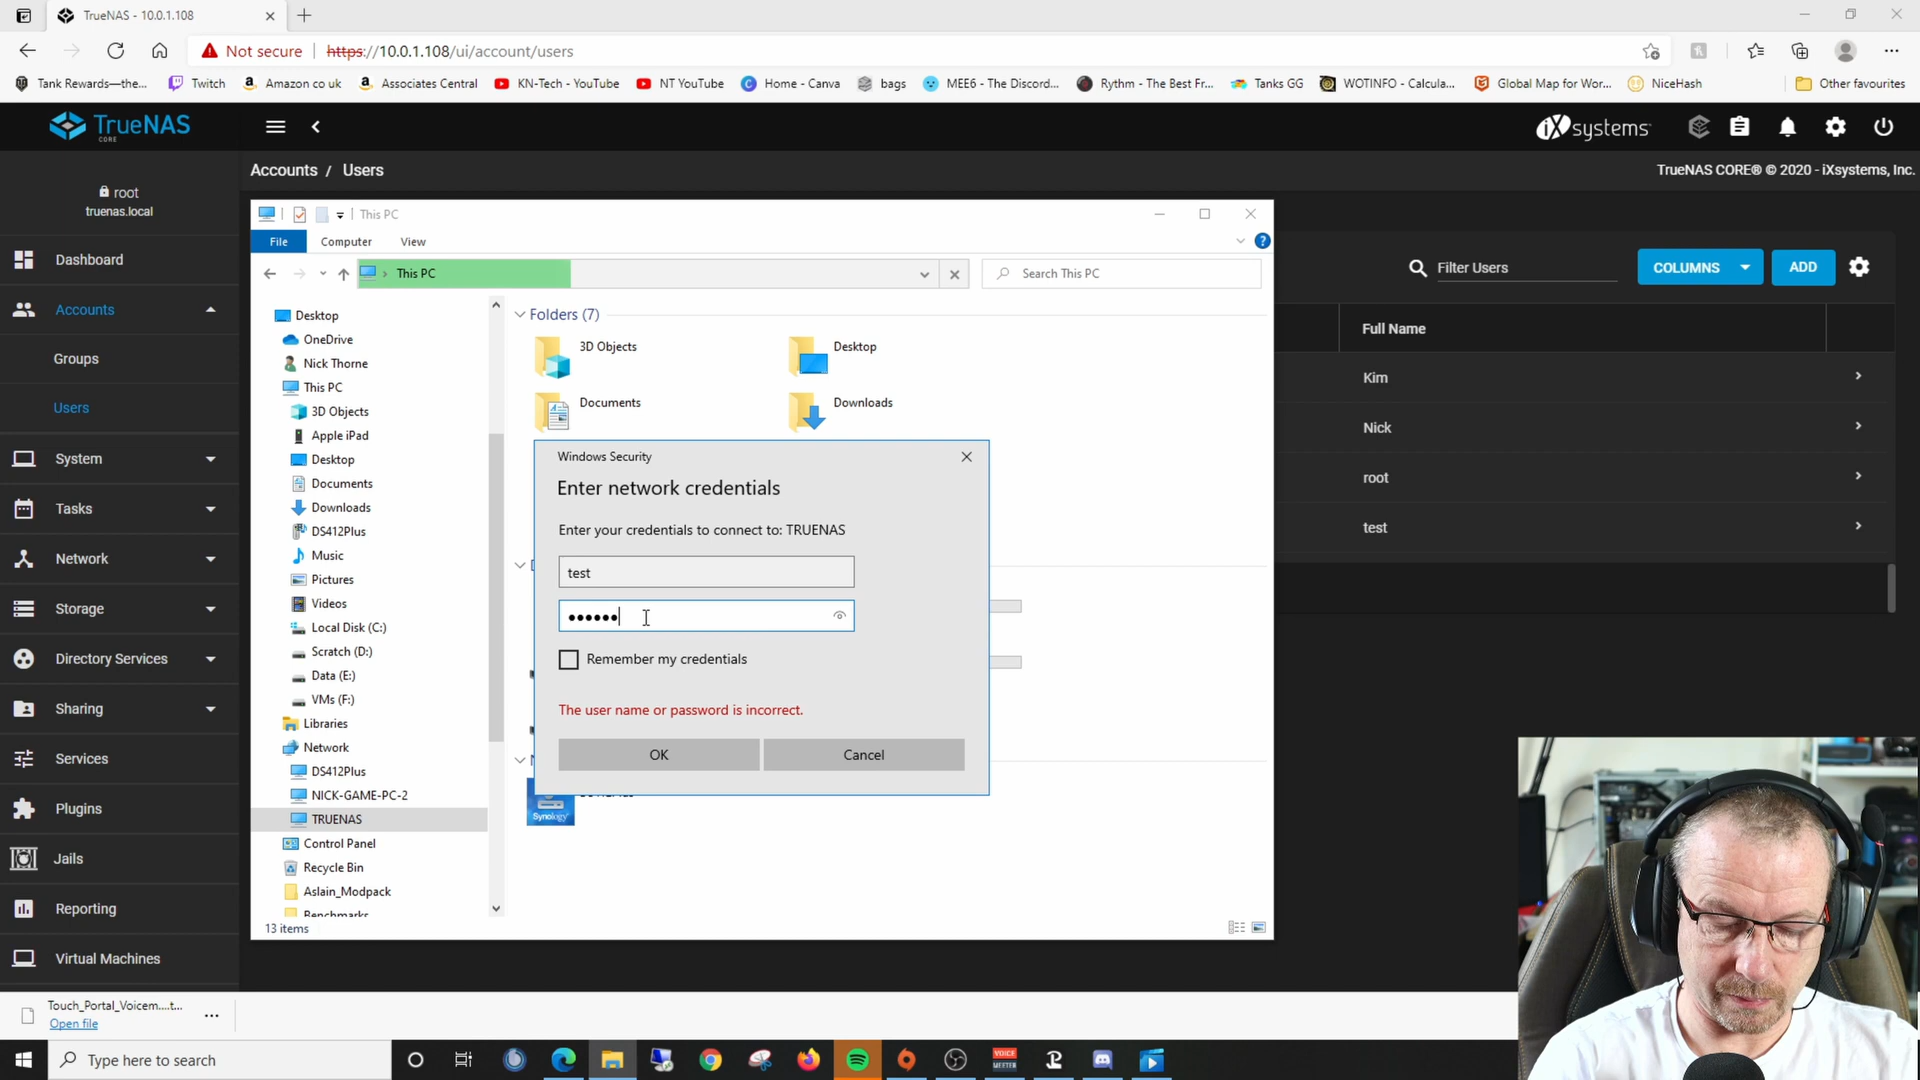 TrueNAS - 10.0.1.108
Not secure
https://10.0.1.108/ui/account/users
Tank Rewards—the...
Twitch
Amazon co uk
Associates Central
KN-Tech - YouTube
NT YouTube
Home - Canva
bags
MEE6 - The Discord...
Rythm - The Best Fr...
Tanks GG
WOTINFO - Calcula...
Global Map for Wor...
NiceHash
Other favourites
TrueNAS
CORE
iXsystems
Accounts / Users
TrueNAS CORE® © 2020 - iXsystems, Inc.
root
truenas.local
Dashboard
Accounts
Groups
Users
System
Tasks
Network
Storage
Directory Services
Sharing
Services
Plugins
Jails
Reporting
Virtual Machines
This PC
File
Computer
View
This PC
Search This PC
Desktop
OneDrive
Nick Thorne
This PC
3D Objects
Apple iPad
Desktop
Documents
Downloads
DS412Plus
Music
Pictures
Videos
Local Disk (C:)
Scratch (D:)
Data (E:)
VMs (F:)
Libraries
Network
DS412Plus
NICK-GAME-PC-2
TRUENAS
Control Panel
Recycle Bin
Aslain_Modpack
Benchmarks
13 items
Folders (7)
3D Objects
Desktop
Documents
Downloads
Synology
Windows Security
Enter network credentials
Enter your credentials to connect to: TRUENAS
test
••••••
Remember my credentials
The user name or password is incorrect.
OK
Cancel
Filter Users
COLUMNS
ADD
Full Name
Kim
Nick
root
test
Touch_Portal_Voicem....t...
Open file
Type here to search
VOICE
MEETER